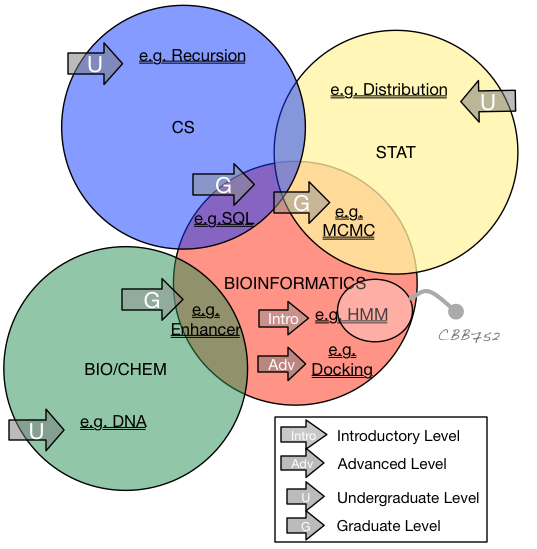 U
e.g. Recursion
e.g. Distribution
U
CS
STAT
G
G
e.g.SQL
e.g.
MCMC
BIOINFORMATICS
G
e.g.
Enhancer
Intro
e.g. HMM
CBB752
e.g.
Docking
Adv
BIO/CHEM
U
e.g. DNA
Intro
Introductory Level
Adv
Advanced Level
U
Undergraduate Level
G
Graduate Level